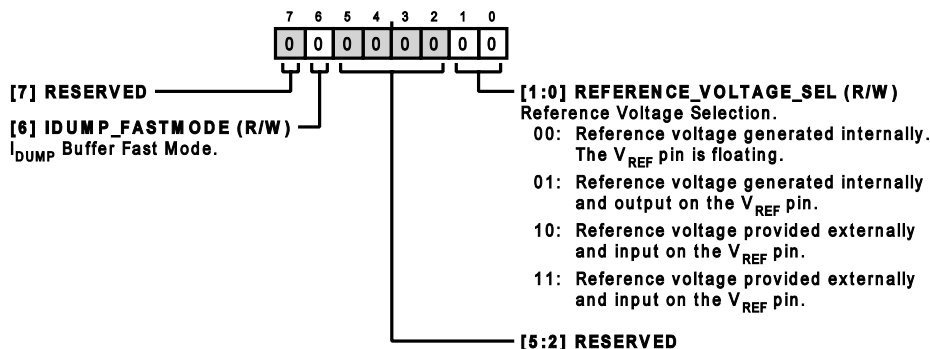 7 6 5 4 3 2 1 0
0 0 0 0 0 0 0 0
[7] RESERVED
[6] IDUMP_FASTMODE (R/W)
IDUMP Buffer Fast Mode.
[1:0] REFERENCE_VOLTAGE_SEL (R/W)
Reference Voltage Selection.
00: Reference voltage generated internally.
The VREF pin is floating.
01: Reference voltage generated internally
and output on the VREF pin.
10: Reference voltage provided externally
and input on the VREF pin.
11: Reference voltage provided externally
and input on the VREF pin.
[5:2] RESERVED